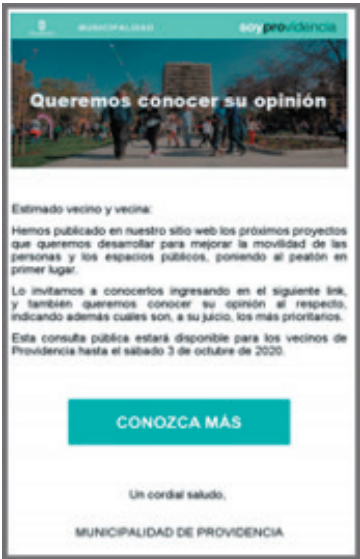 MUNICIPALIDAD
soyprovidencia
Queremos conocer su opinión
Estimado vecino y vecina:
Hemos publicado en nuestro sitio web los próximos proyectos
que queremos desarrollar para mejorar la movilidad de las
personas y los espacios públicos, poniendo al peatón en
primer lugar.
Lo invitamos a conocerlos ingresando en el siguiente link,
y también queremos conocer su opinión al respecto,
indicando además cuáles son, a su juicio, los más prioritarios.
Esta consulta pública estará disponible para los vecinos de
Providencia hasta el sábado 3 de octubre de 2020.
CONOZCA MÁS
Un cordial saludo,
MUNICIPALIDAD DE PROVIDENCIA